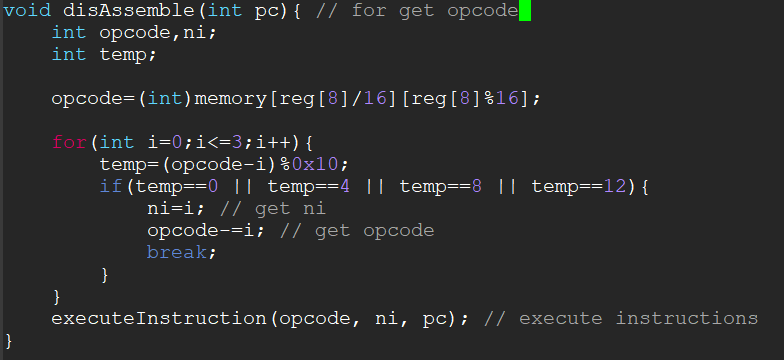 void disAssemble(int pc){ // for get opcode
    int opcode,ni;
    int temp;

    opcode=(int)memory[reg[8]/16][reg[8]%16];

    for(int i=0;i<=3;i++){
        temp=(opcode-i)%0x10;
        if(temp==0 || temp==4 || temp==8 || temp==12){
            ni=i; // get ni
            opcode-=i; // get opcode
            break;
        }
    }
    executeInstruction(opcode, ni, pc); // execute instructions
}